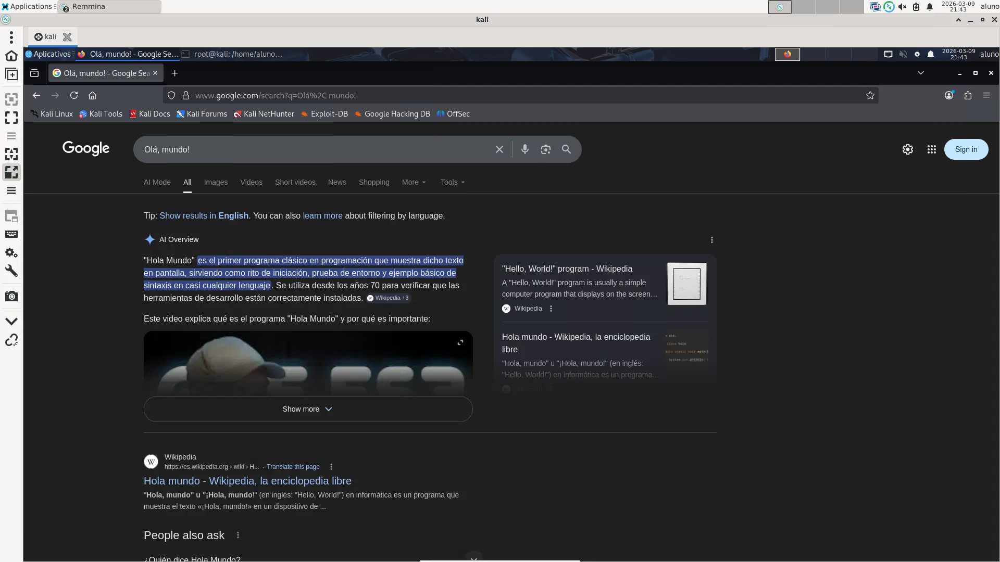 Applications
Remmina
2026-03-09
21:43
aluno
kali
kali
Aplicativos
Olá, mundo! - Google Se...
root@kali: /home/aluno...
2026-03-09
21:43
aluno
Olá, mundo! - Google Sea
www.google.com/search?q=Olá%2C mundo!
Kali Linux
Kali Tools
Kali Docs
Kali Forums
Kali NetHunter
Exploit-DB
Google Hacking DB
OffSec
Google
Olá, mundo!
Sign in
AI Mode
All
Images
Videos
Short videos
News
Shopping
More
Tools
Tip: Show results in English. You can also learn more about filtering by language.
AI Overview
"Hola Mundo" es el primer programa clásico en programación que muestra dicho texto
en pantalla, sirviendo como rito de iniciación, prueba de entorno y ejemplo básico de
sintaxis en casi cualquier lenguaje. Se utiliza desde los años 70 para verificar que las
herramientas de desarrollo están correctamente instaladas. Wikipedia +3
Este video explica qué es el programa "Hola Mundo" y por qué es importante:
Show more
"Hello, World!" program - Wikipedia
A "Hello, World!" program is usually a simple
computer program that displays on the screen...
Wikipedia
Hola mundo - Wikipedia, la enciclopedia
libre
"Hola, mundo" u "¡Hola, mundo!" (en inglés:
"Hello, World!") en informática es un programa...
Wikipedia
Wikipedia
https://es.wikipedia.org › wiki › H... · Translate this page
Hola mundo - Wikipedia, la enciclopedia libre
"Hola, mundo" u "¡Hola, mundo!" (en inglés: "Hello, World!") en informática es un programa que
muestra el texto «¡Hola, mundo!» en un dispositivo de ...
People also ask
¿Quién dice Hola Mundo?